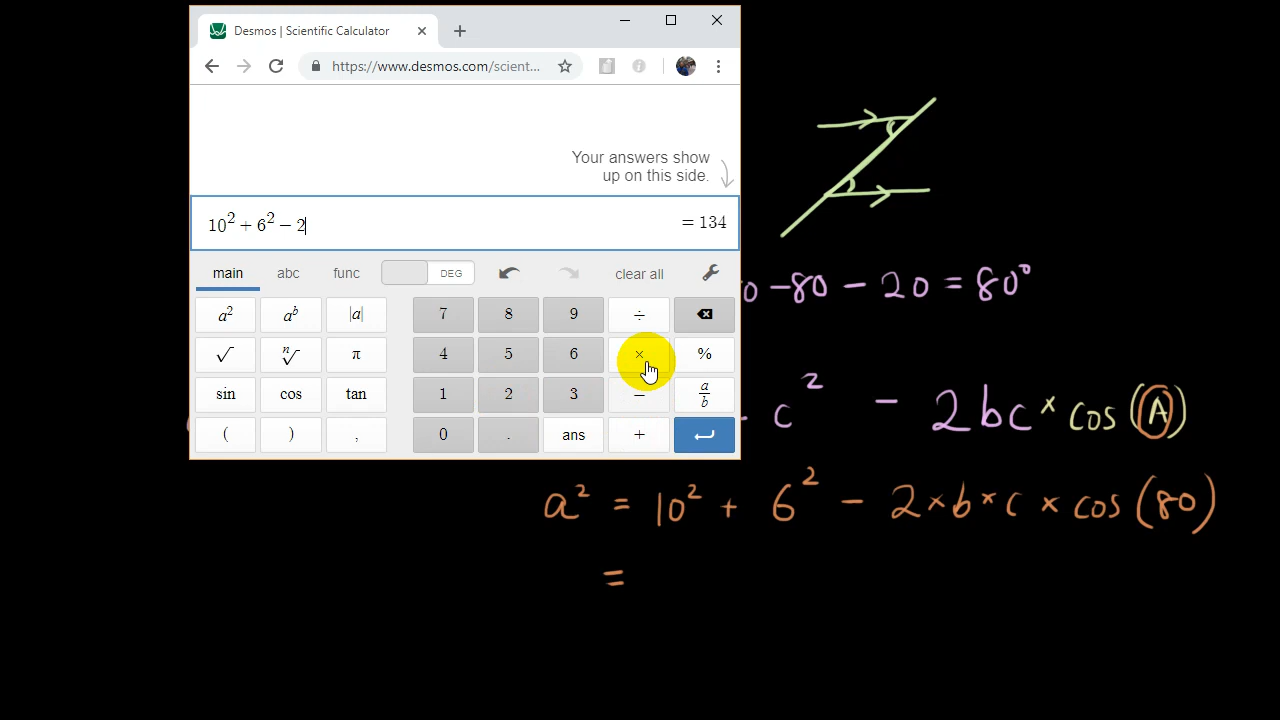 Desmos | Scientific Calculator
https://www.desmos.com/scient...
Your answers show
up on this side.
10² + 6² − 2 = 134
main abc func DEG clear all
a² aᵇ |a| 7 8 9 ÷
√ ⁿ√ π 4 5 6 × %
sin cos tan 1 2 3 − a/b
( ) , 0 . ans +
0 − 80 − 20 = 80°
c² − 2bc × cos(A)
a² = 10² + 6² − 2 × b × c × cos(80)
=